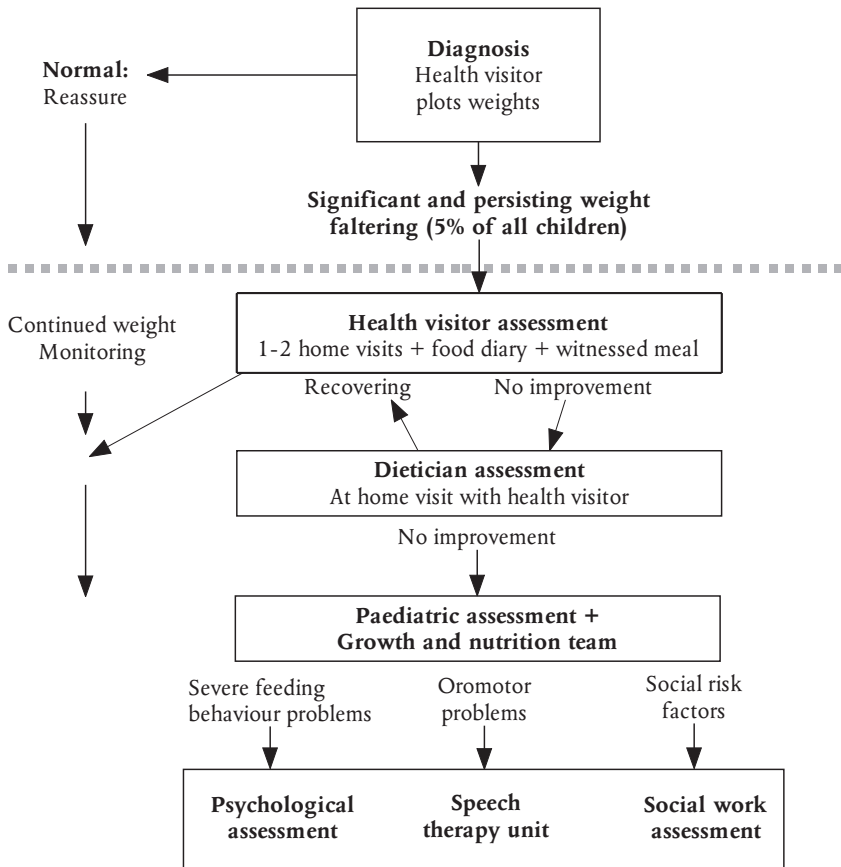 Diagnosis
Health visitor
plots weights
Normal:
Reassure
Significant and persisting weight
faltering (5% of all children)
Health visitor assessment
1-2 home visits + food diary + witnessed meal
Continued weight
Monitoring
Recovering
No improvement
Dietician assessment
At home visit with health visitor
No improvement
Paediatric assessment +
Growth and nutrition team
Severe feeding
behaviour problems
Oromotor
problems
Social risk
factors
Psychological
assessment
Speech
therapy unit
Social work
assessment